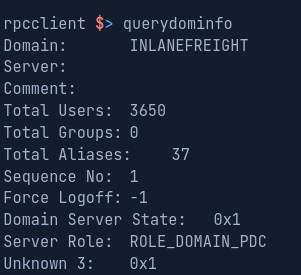 rpcclient $> querydominfo
Domain: INLANEFREIGHT
Server:
Comment:
Total Users: 3650
Total Groups: 0
Total Aliases: 37
Sequence No: 1
Force Logoff: -1
Domain Server State: 0x1
Server Role: ROLE_DOMAIN_PDC
Unknown 3: 0x1